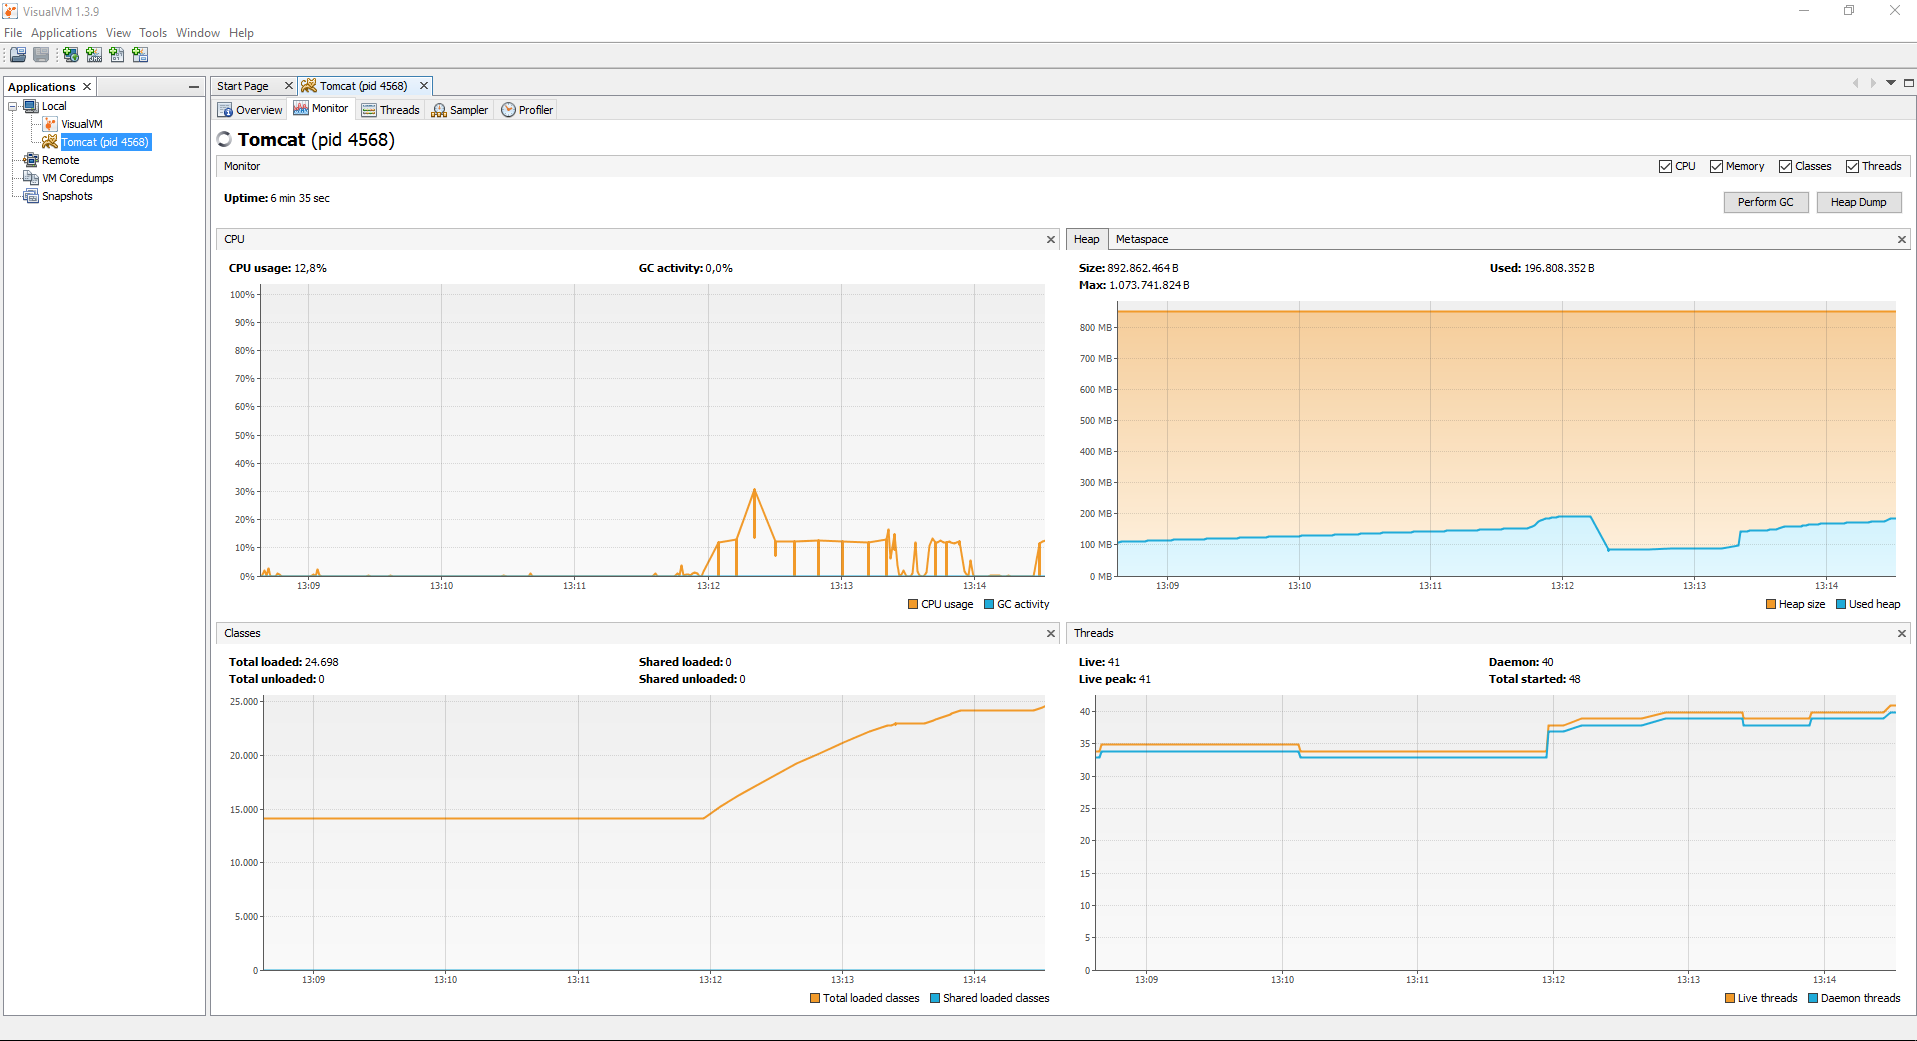 VisualVM 1.3.9
File Applications View Tools Window Help
Applications
Local
VisualVM
Tomcat (pid 4568)
Remote
VM Coredumps
Snapshots
Start Page Tomcat (pid 4568)
Overview Monitor Threads Sampler Profiler
Tomcat (pid 4568)
Monitor CPU Memory Classes Threads
Uptime: 6 min 35 sec
Perform GC Heap Dump
CPU
CPU usage: 12,8% GC activity: 0,0%
100%
90%
80%
70%
60%
50%
40%
30%
20%
10%
0%
13:09 13:10 13:11 13:12 13:13 13:14
CPU usage GC activity
Heap Metaspace
Size: 892.862.464 B Used: 196.808.352 B
Max: 1.073.741.824 B
800 MB
700 MB
600 MB
500 MB
400 MB
300 MB
200 MB
100 MB
0 MB
13:09 13:10 13:11 13:12 13:13 13:14
Heap size Used heap
Classes
Total loaded: 24.698 Shared loaded: 0
Total unloaded: 0 Shared unloaded: 0
25.000
20.000
15.000
10.000
5.000
0
13:09 13:10 13:11 13:12 13:13 13:14
Total loaded classes Shared loaded classes
Threads
Live: 41 Daemon: 40
Live peak: 41 Total started: 48
40
35
30
25
20
15
10
5
0
13:09 13:10 13:11 13:12 13:13 13:14
Live threads Daemon threads